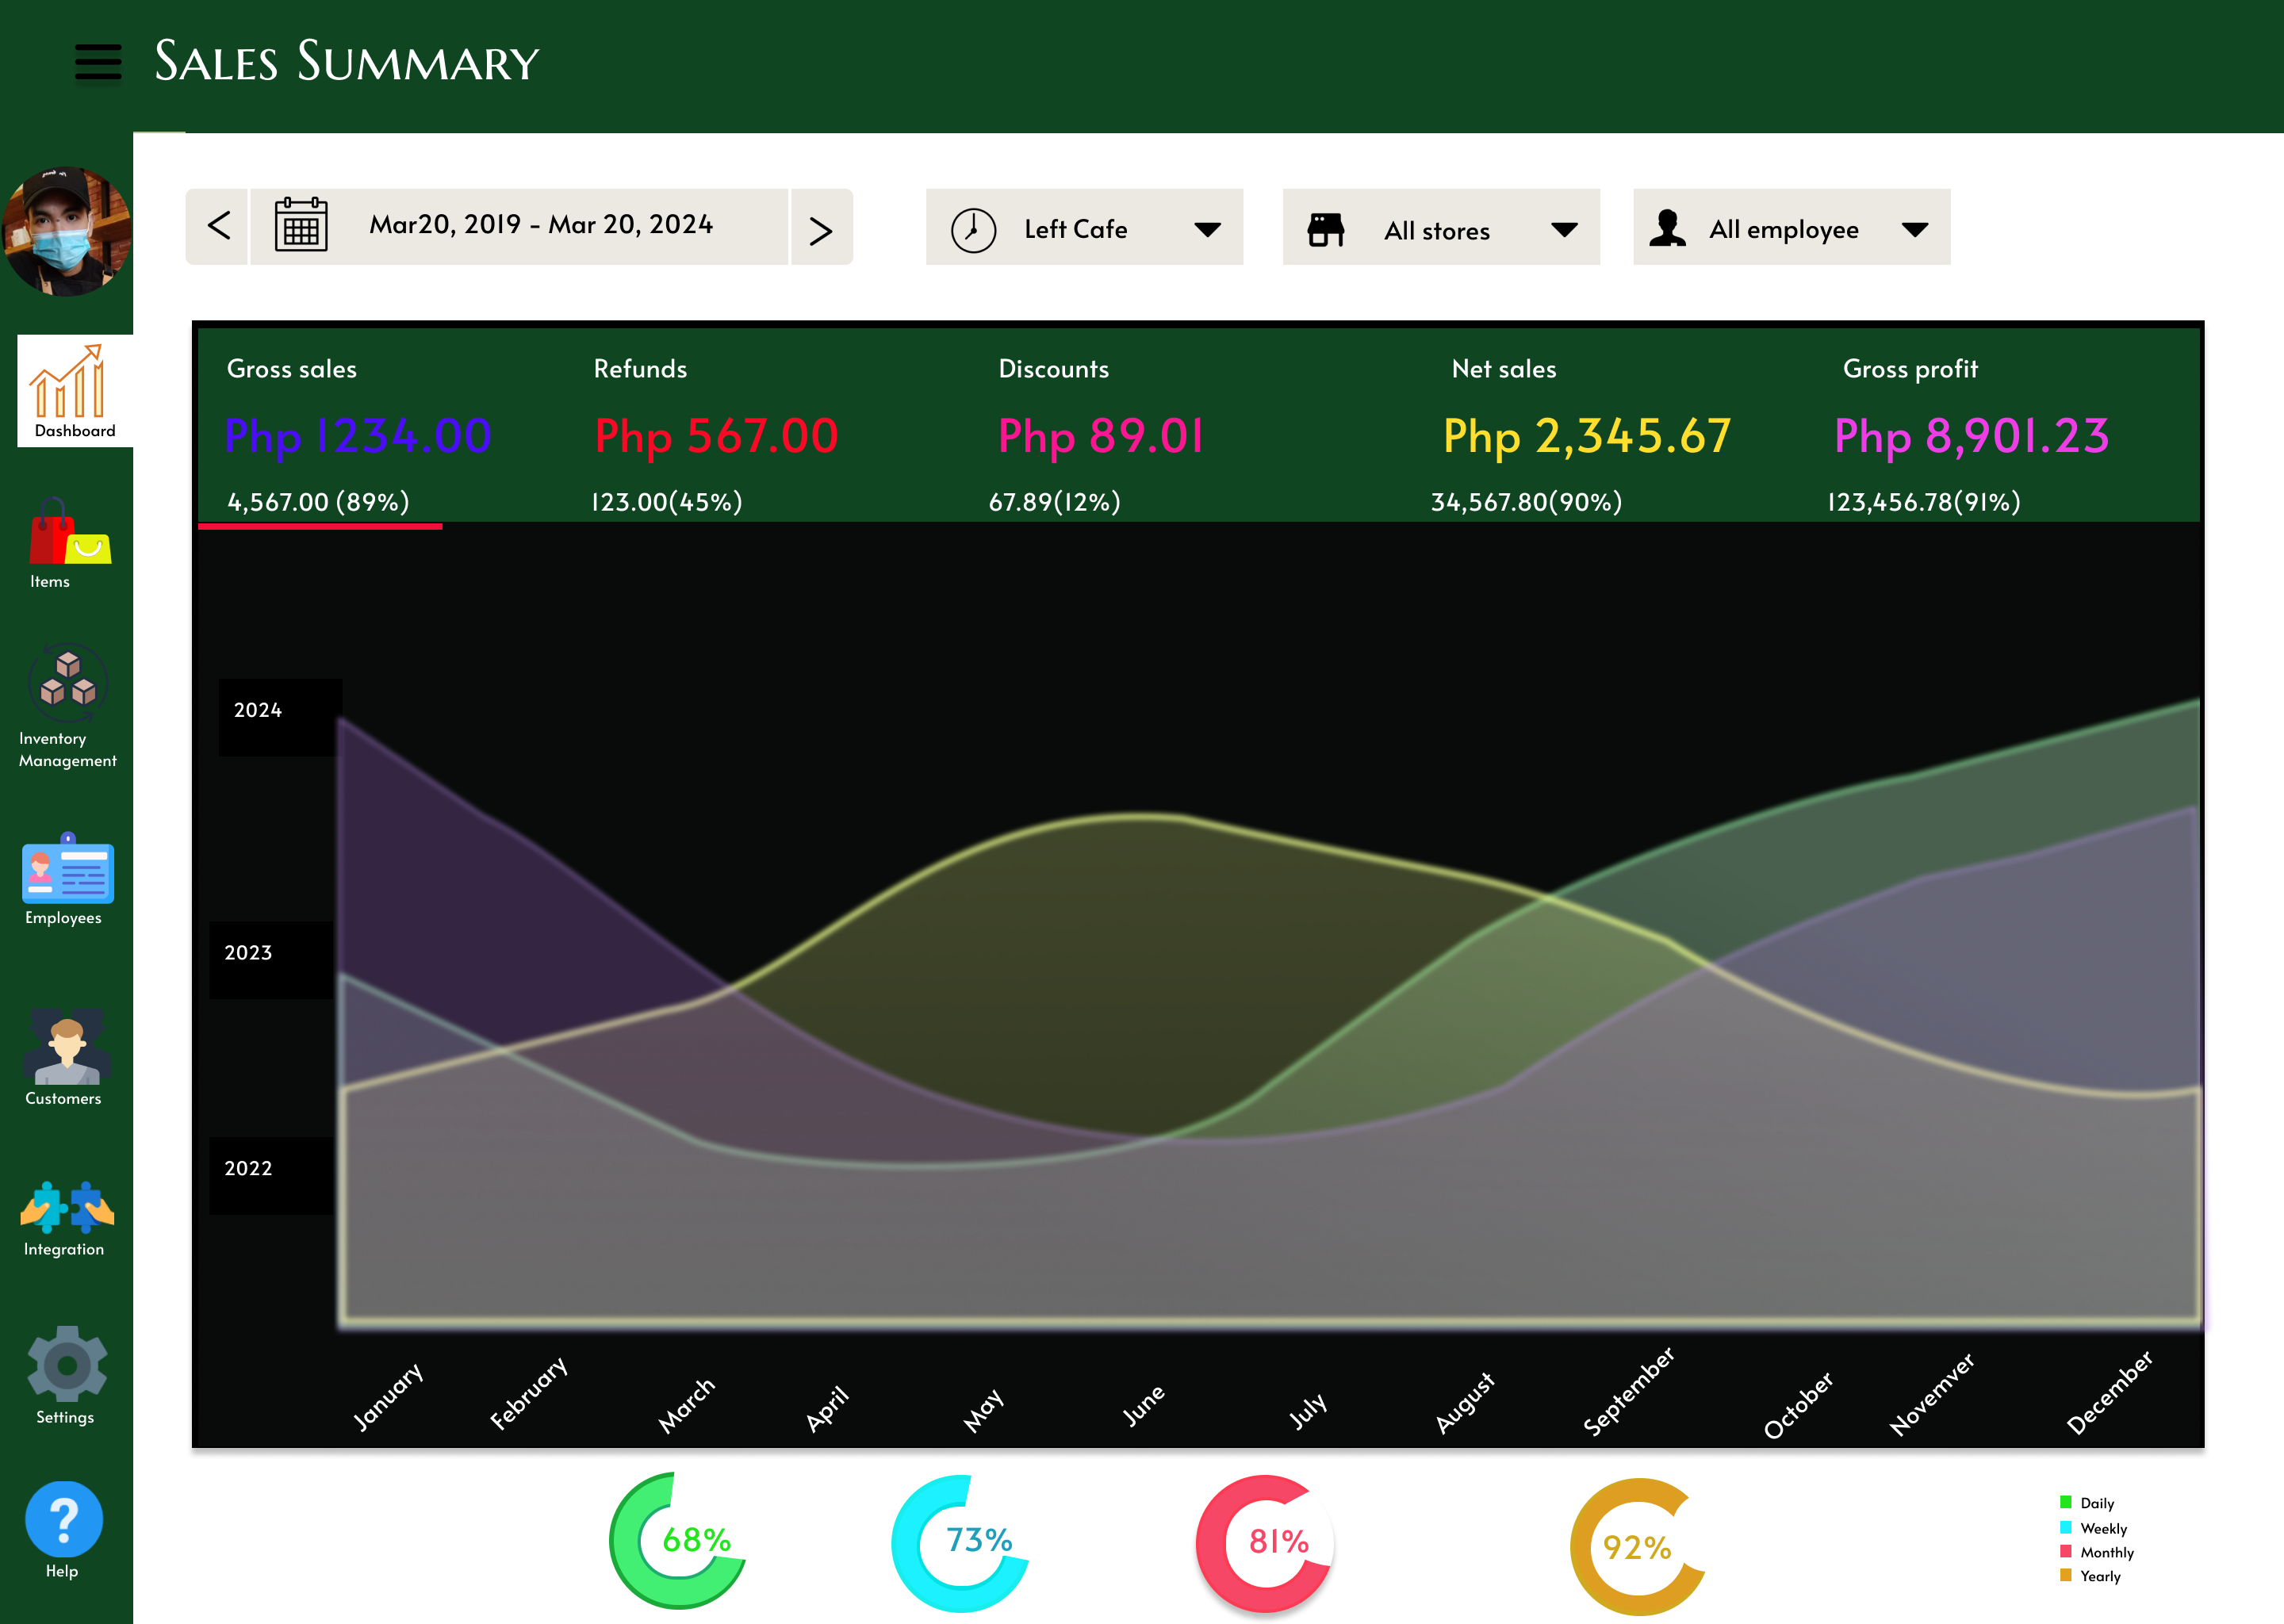 Sales Summary
Mar20, 2019 - Mar 20, 2024
Left Cafe
All stores
All employee
Dashboard
Items
Inventory
Management
Employees
Customers
Integration
Settings
Help
Gross sales
Php 1234.00
4,567.00 (89%)
Refunds
Php 567.00
123.00(45%)
Discounts
Php 89.01
67.89(12%)
Net sales
Php 2,345.67
34,567.80(90%)
Gross profit
Php 8,901.23
123,456.78(91%)
2024
2023
2022
January
February
March
April
May
June
July
August
September
October
Novemver
December
68%
73%
81%
92%
Daily
Weekly
Monthly
Yearly